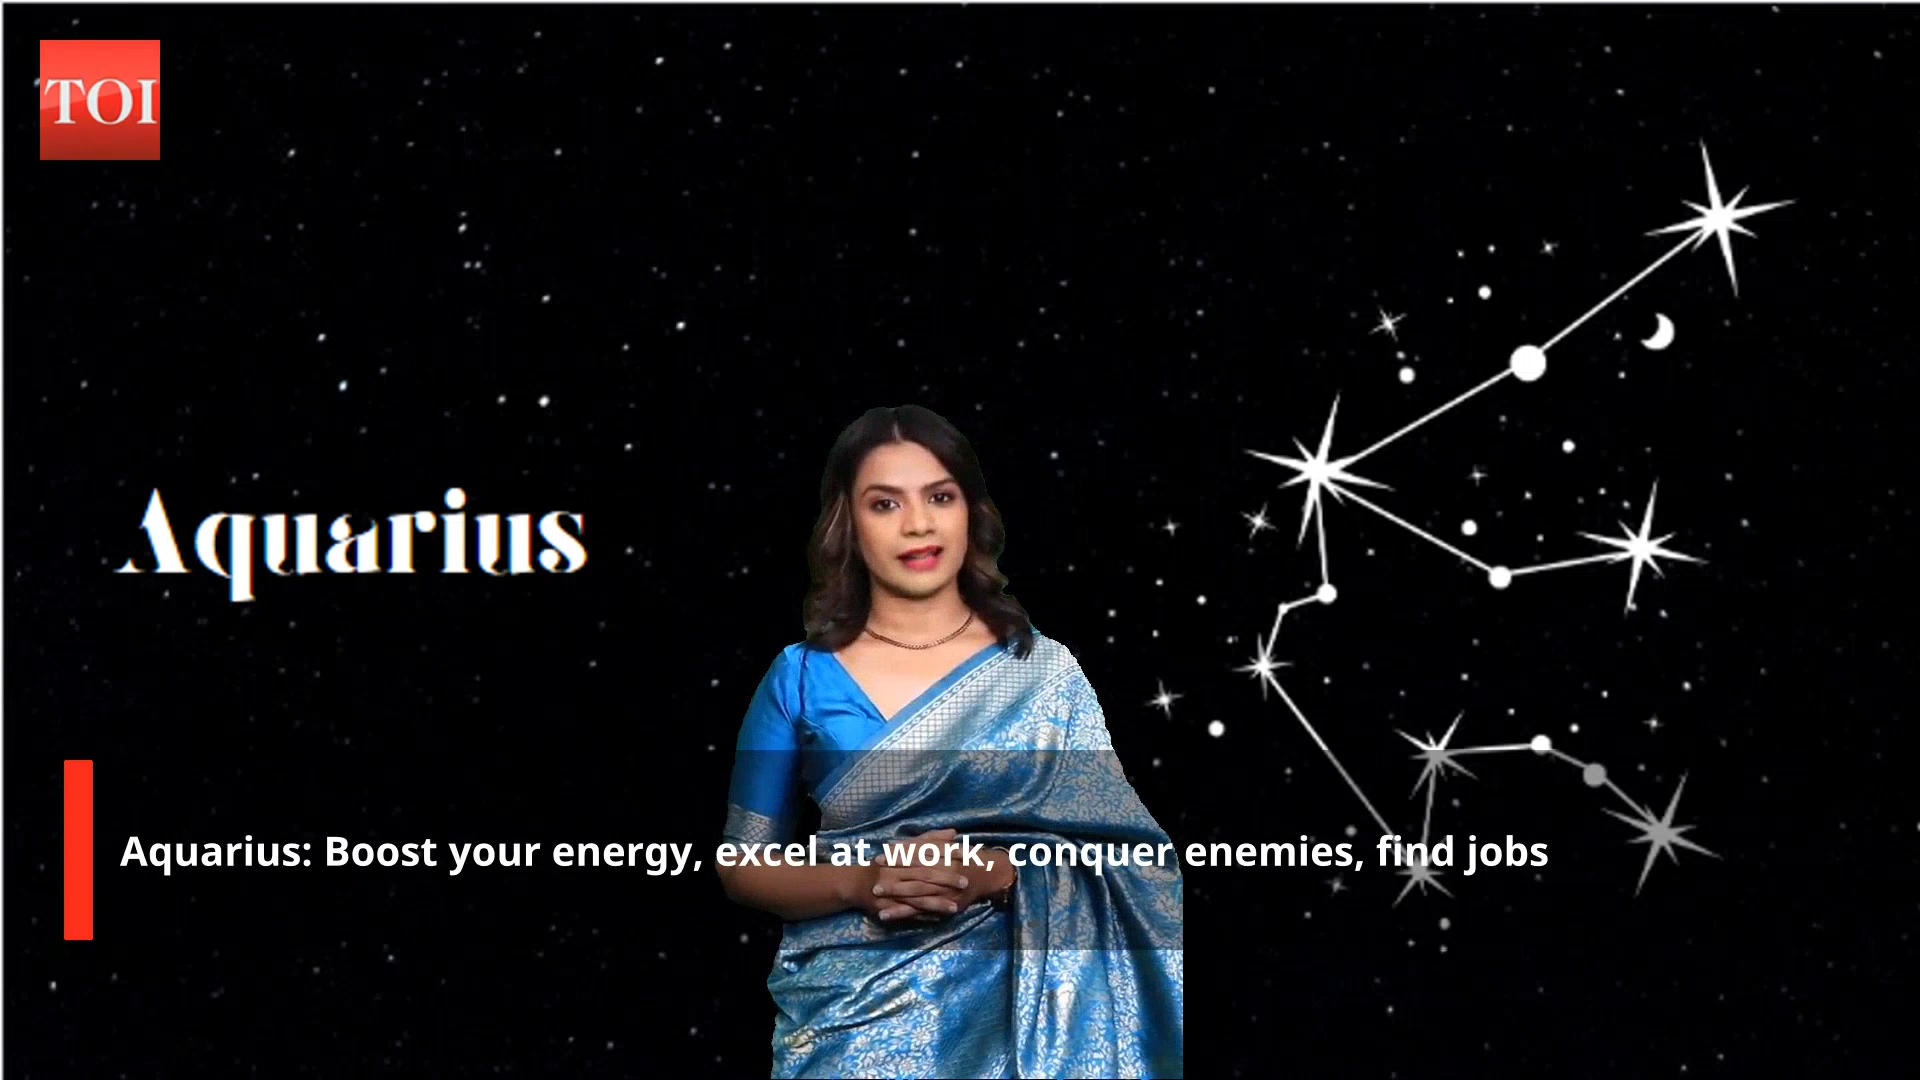 TOI
Aquarius
Aquarius: Boost your energy, excel at work, conquer enemies, find jobs